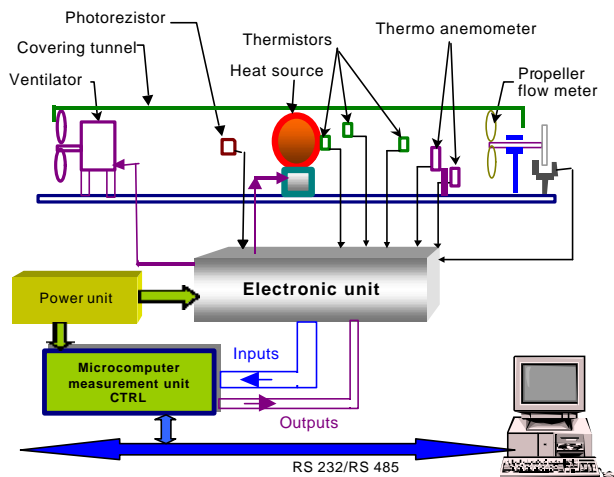 Photorezistor
Covering tunnel
Ventilator
Thermistors
Heat source
Thermo anemometer
Propeller
flow meter
Electronic unit
Power unit
Microcomputer
measurement unit
CTRL
Inputs
Outputs
RS 232/RS 485